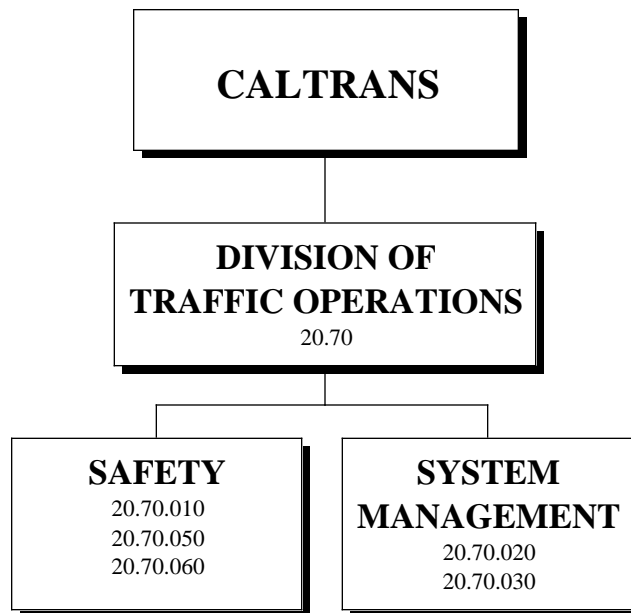 CALTRANS
DIVISION OF
TRAFFIC OPERATIONS
20.70
SAFETY
20.70.010
20.70.050
20.70.060
SYSTEM
MANAGEMENT
20.70.020
20.70.030